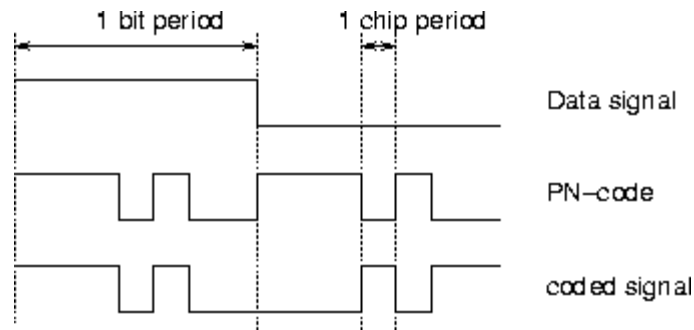 1 bit period
1 chip period
Data signal
PN-code
coded signal